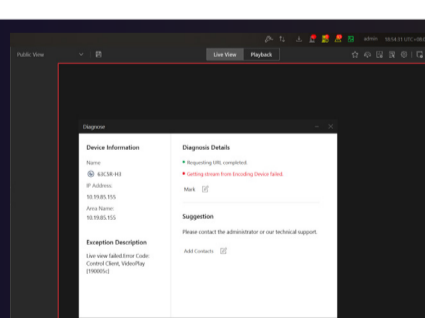 admin
Public View
Live View
Playback
Diagnose
Device Information
Name
63CSR-H3
IP Address:
10.19.85.155
Area Name:
10.19.85.155
Exception Description
Live view failed.Error Code:
Control Client, VideoPlay
[190005c]
Diagnosis Details
Requesting URL completed.
Getting stream from Encoding Device failed.
Mark
Suggestion
Please contact the administrator or our technical support.
Add Contacts